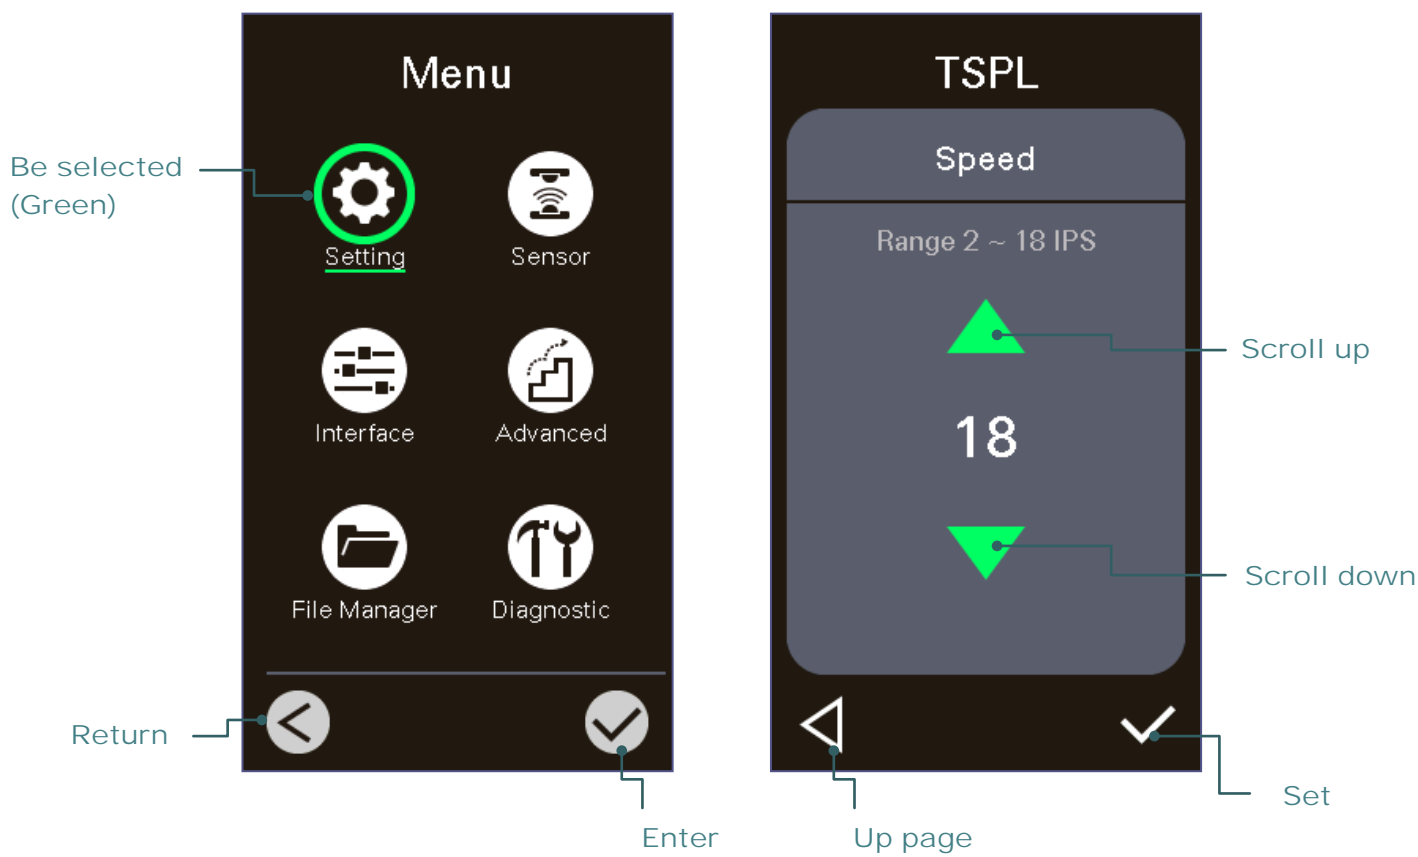 Menu
Be selected
(Green)
Setting
Sensor
Interface
Advanced
File Manager
Diagnostic
Return
Enter
TSPL
Speed
Range 2 ~ 18 IPS
Scroll up
18
Scroll down
Set
Up page